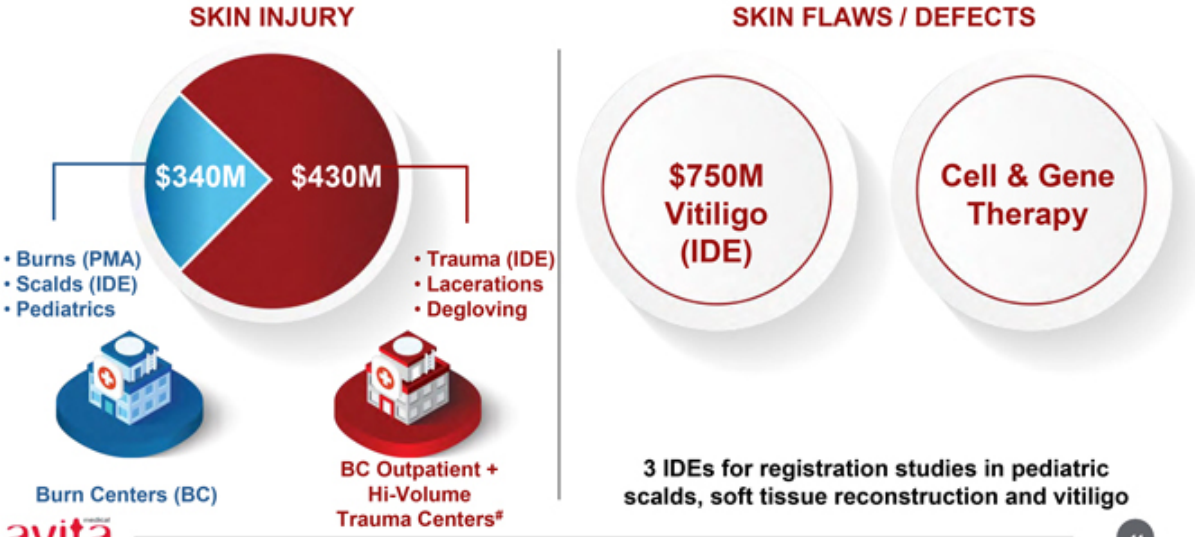 SKIN INJURY
$340M
$430M
• Burns (PMA)
• Scalds (IDE)
• Pediatrics
• Trauma (IDE)
• Lacerations
• Degloving
Burn Centers (BC)
BC Outpatient +
Hi-Volume
Trauma Centers#
SKIN FLAWS / DEFECTS
$750M
Vitiligo
(IDE)
Cell & Gene
Therapy
3 IDEs for registration studies in pediatric
scalds, soft tissue reconstruction and vitiligo
avita
medical